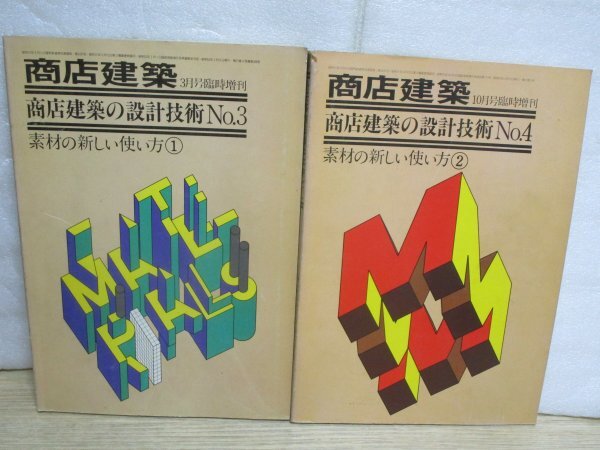 商店建築
3月号臨時増刊
商店建築の設計技術No.3
素材の新しい使い方①
商店建築
10月号臨時増刊
商店建築の設計技術No.4
素材の新しい使い方②